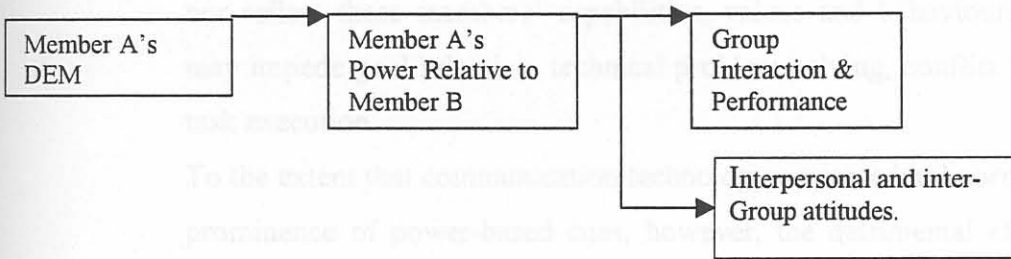 Member A's
DEM
Member A's
Power Relative to
Member B
Group
Interaction &
Performance
Interpersonal and inter-
Group attitudes.
may impede technical
task execution
To the extent that communication
prominence of power-based cues, however, the detrimental